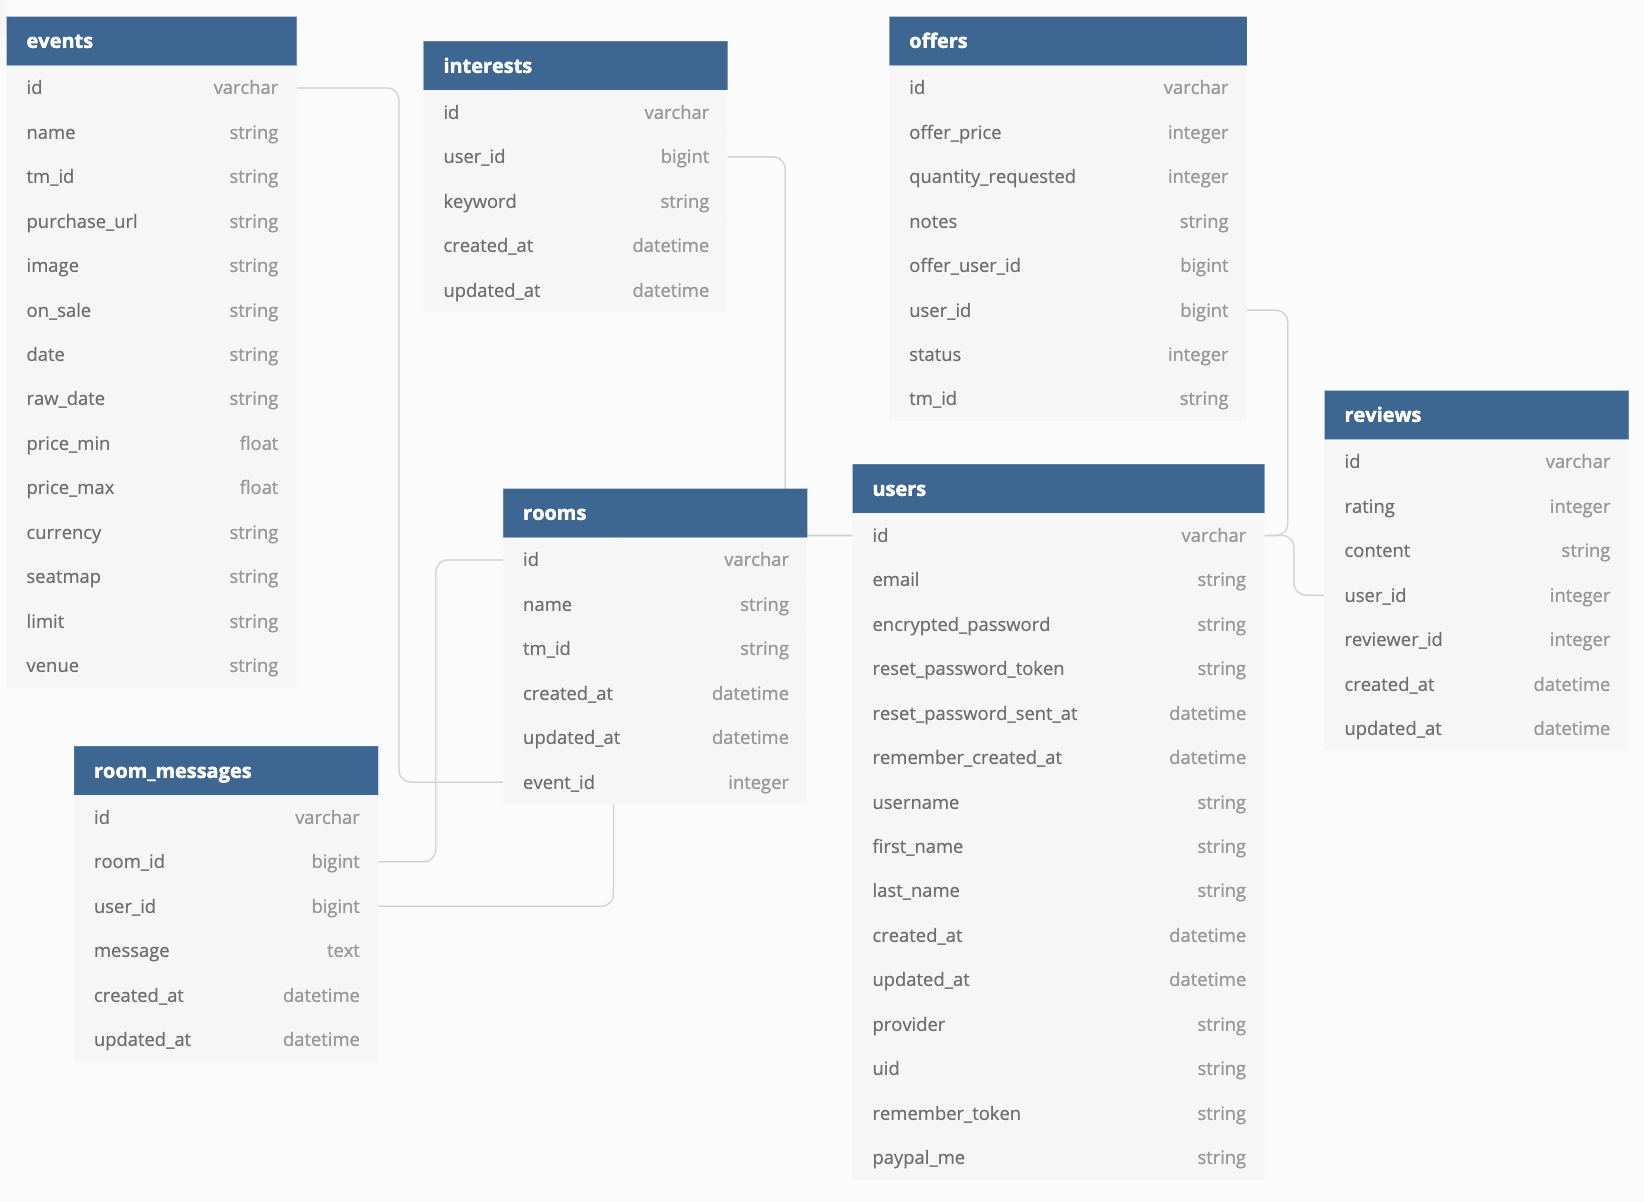 events
id varchar
name string
tm_id string
purchase_url string
image string
on_sale string
date string
raw_date string
price_min float
price_max float
currency string
seatmap string
limit string
venue string
interests
id varchar
user_id bigint
keyword string
created_at datetime
updated_at datetime
offers
id varchar
offer_price integer
quantity_requested integer
notes string
offer_user_id bigint
user_id bigint
status integer
tm_id string
reviews
id varchar
rating integer
content string
user_id integer
reviewer_id integer
created_at datetime
updated_at datetime
rooms
id varchar
name string
tm_id string
created_at datetime
updated_at datetime
event_id integer
users
id varchar
email string
encrypted_password string
reset_password_token string
reset_password_sent_at datetime
remember_created_at datetime
username string
first_name string
last_name string
created_at datetime
updated_at datetime
provider string
uid string
remember_token string
paypal_me string
room_messages
id varchar
room_id bigint
user_id bigint
message text
created_at datetime
updated_at datetime